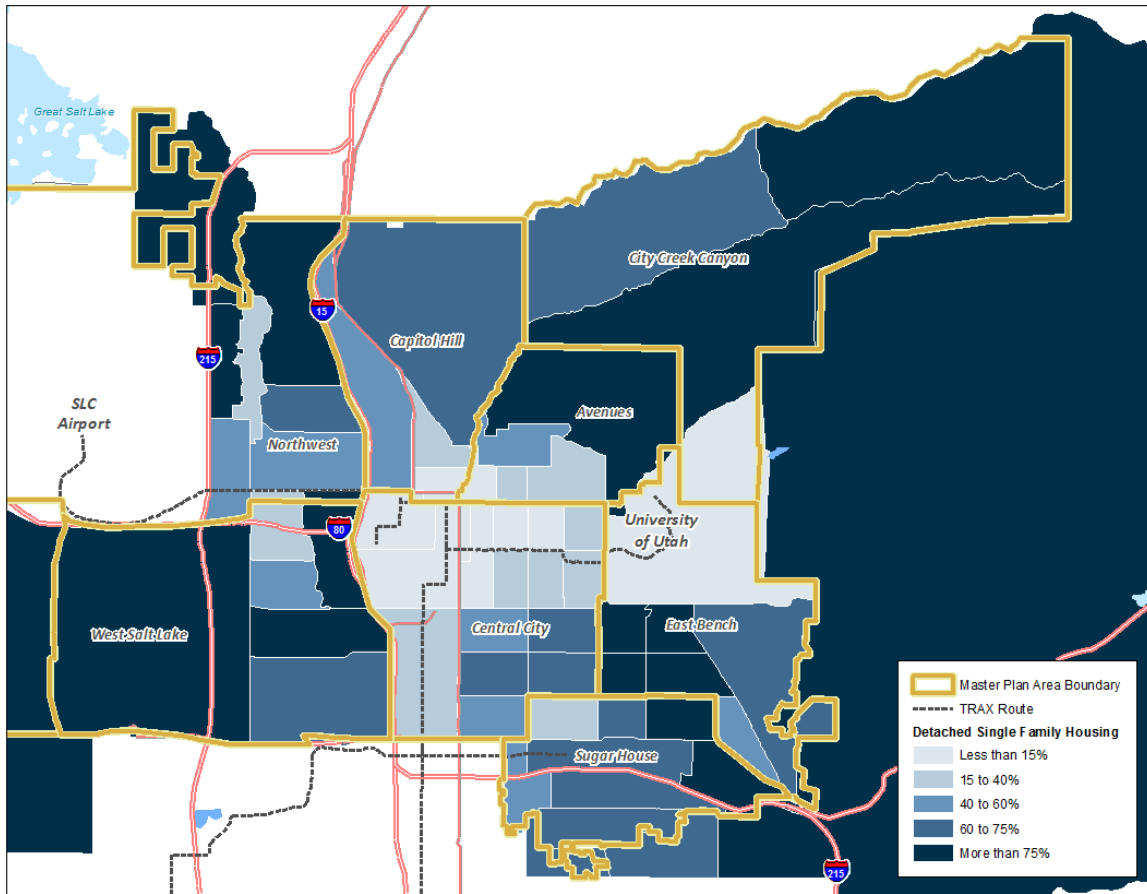 Great Salt Lake
City Creek Canyon
15
Capitol Hill
215
SLC
Airport
Avenues
Northwest
80
University
of Utah
West Salt Lake
Central City
East Bench
Sugar House
215
Master Plan Area Boundary
TRAX Route
Detached Single Family Housing
Less than 15%
15 to 40%
40 to 60%
60 to 75%
More than 75%